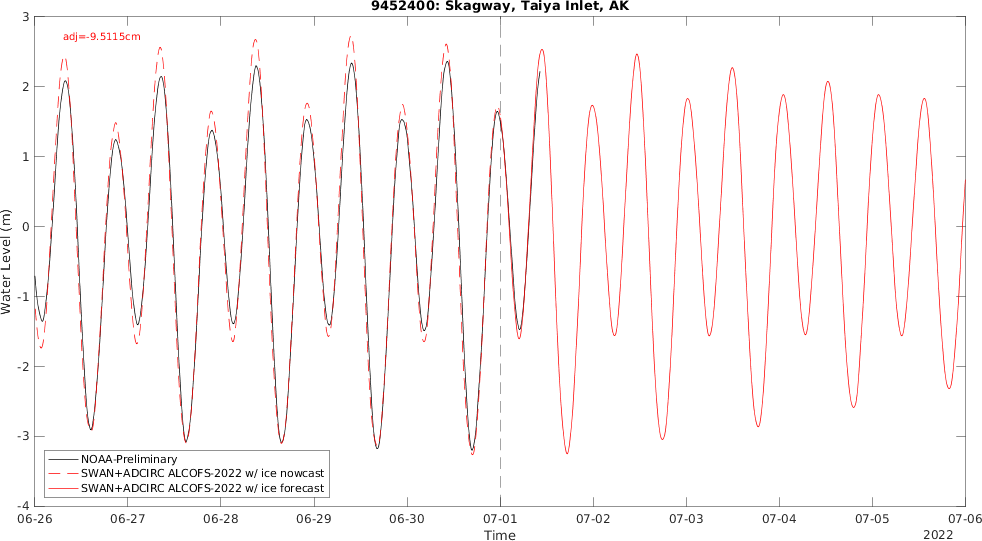 9452400: Skagway, Taiya Inlet, AK
adj=-9.5115cm
3
2
1
0
-1
-2
-3
-4
Water Level (m)
NOAA-Preliminary
SWAN+ADCIRC ALCOFS-2022 w/ ice nowcast
SWAN+ADCIRC ALCOFS-2022 w/ ice forecast
06-26 06-27 06-28 06-29 06-30 07-01 07-02 07-03 07-04 07-05 07-06
Time
2022